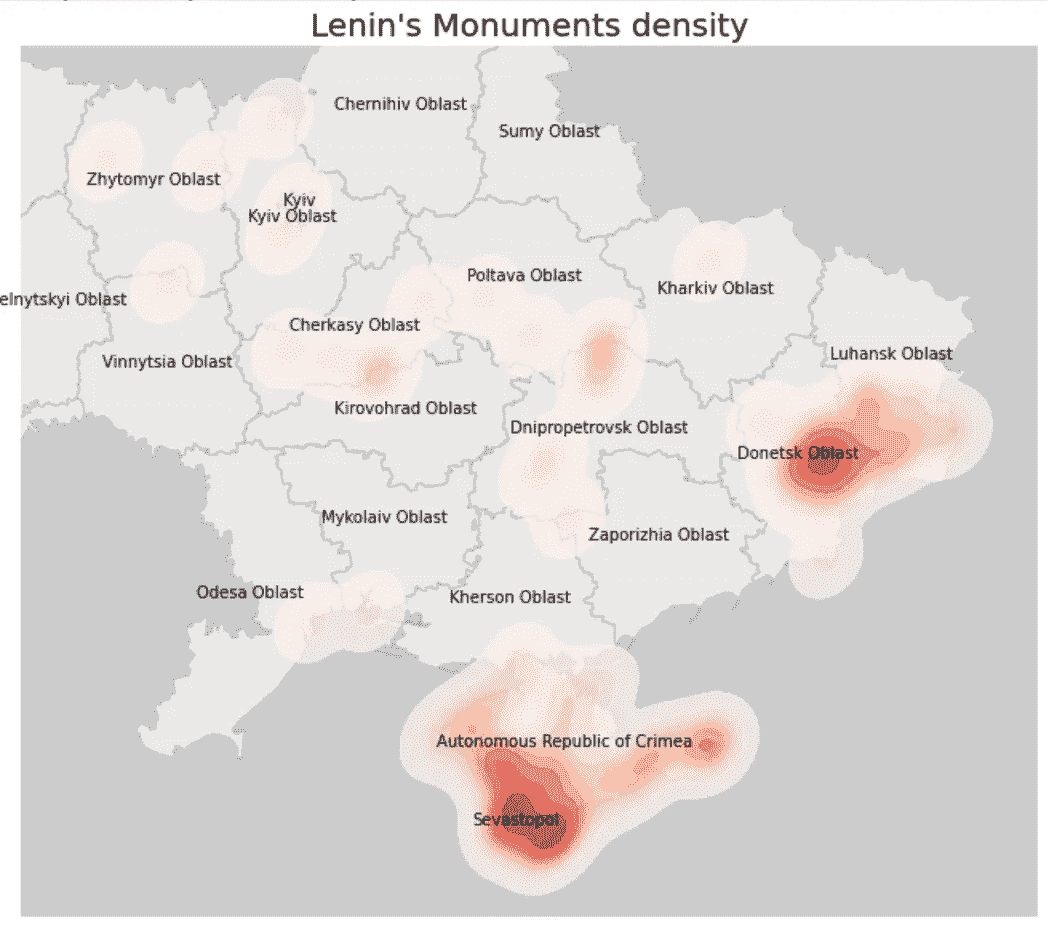 Lenin's Monuments density
Chernihiv Oblast
Sumy Oblast
Zhytomyr Oblast
Kyiv
Kyiv Oblast
Poltava Oblast
Kharkiv Oblast
elnytskyi Oblast
Cherkasy Oblast
Luhansk Oblast
Vinnytsia Oblast
Kirovohrad Oblast
Dnipropetrovsk Oblast
Donetsk Oblast
Mykolaiv Oblast
Zaporizhia Oblast
Odesa Oblast
Kherson Oblast
Autonomous Republic of Crimea
Sevastopol